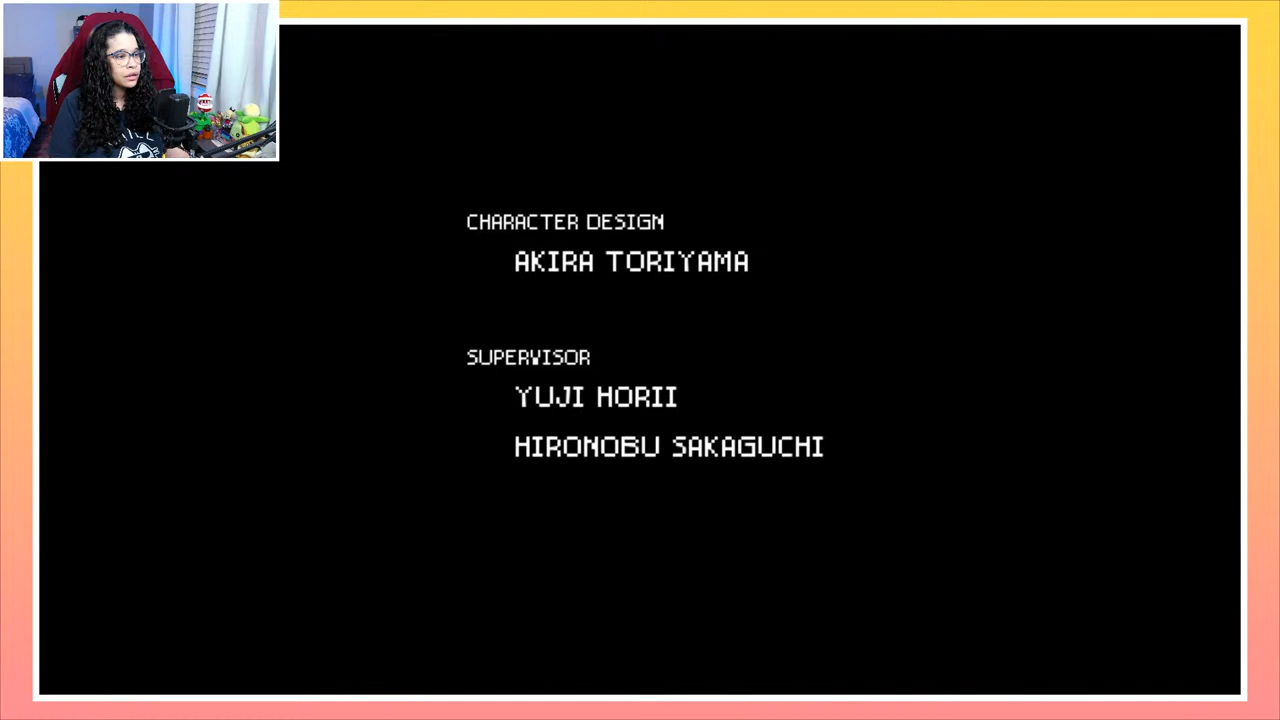 CHARACTER DESIGN
AKIRA TORIYAMA
SUPERVISOR
YUJI HORII
HIRONOBU SAKAGUCHI